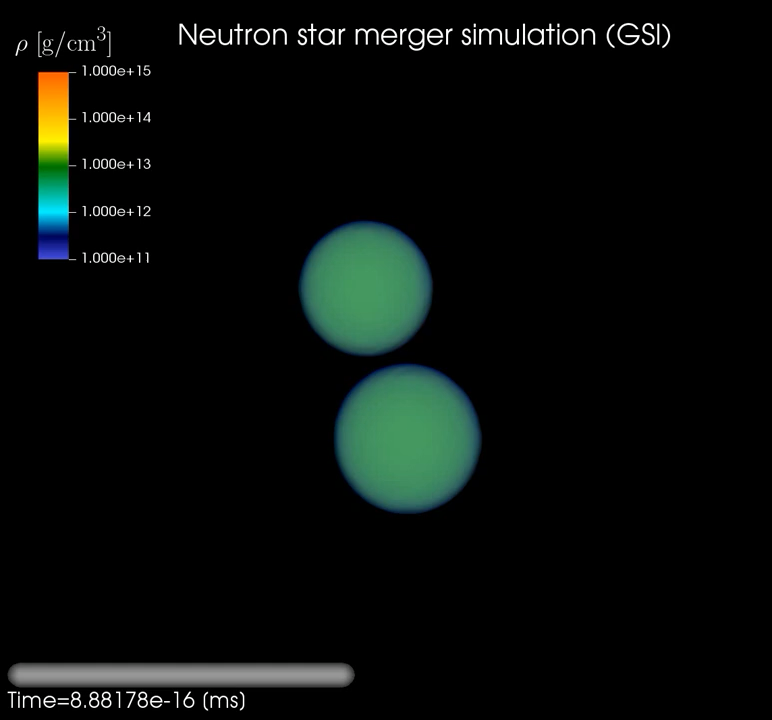 Neutron star merger simulation (GSI)
ρ [g/cm³]
1.000e+15
1.000e+14
1.000e+13
1.000e+12
1.000e+11
Time=8.88178e-16 (ms)